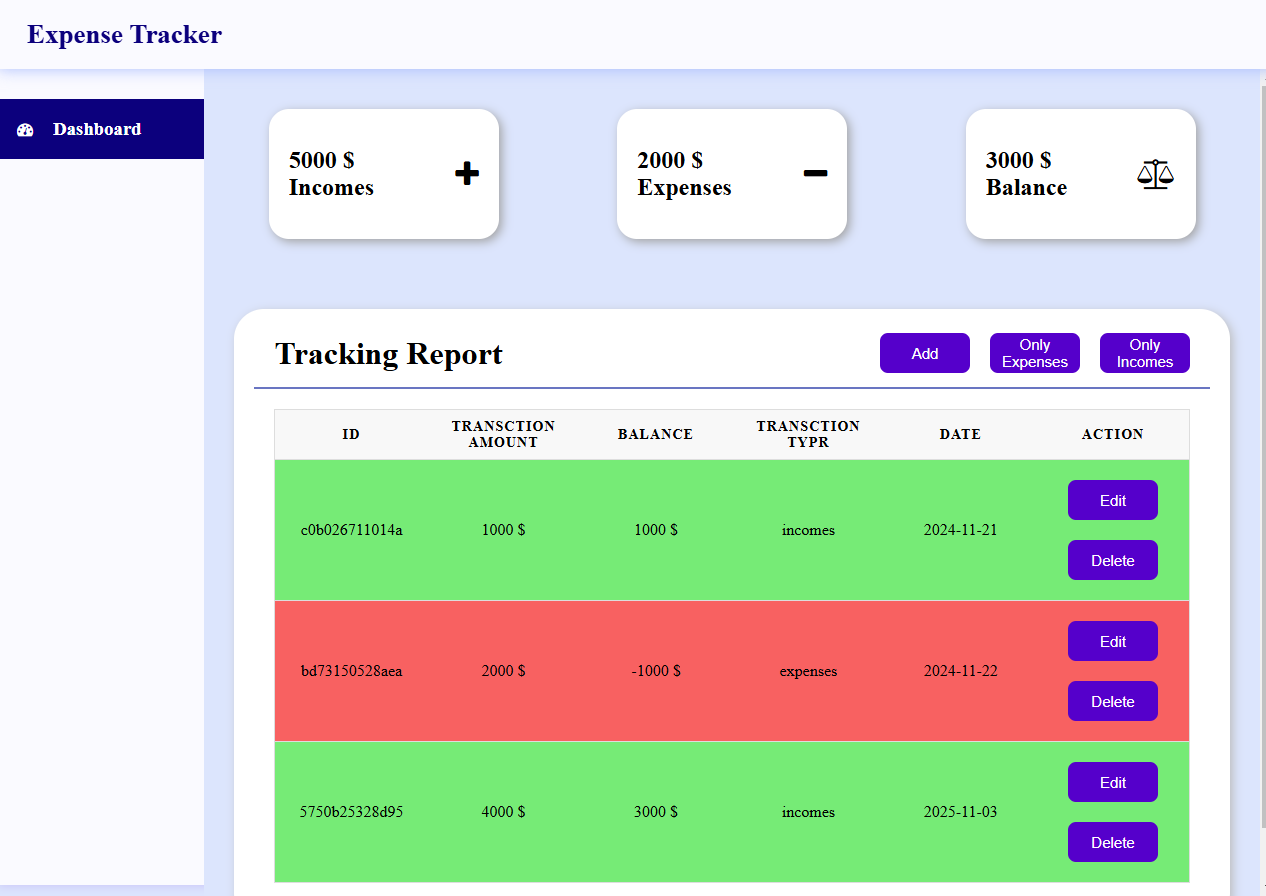 Expense Tracker
Dashboard
5000 $
Incomes
2000 $
Expenses
3000 $
Balance
Tracking Report
Add
Only
Expenses
Only
Incomes
ID
TRANSCTION
AMOUNT
BALANCE
TRANSCTION
TYPR
DATE
ACTION
c0b026711014a
1000 $
1000 $
incomes
2024-11-21
Edit
Delete
bd73150528aea
2000 $
-1000 $
expenses
2024-11-22
Edit
Delete
5750b25328d95
4000 $
3000 $
incomes
2025-11-03
Edit
Delete